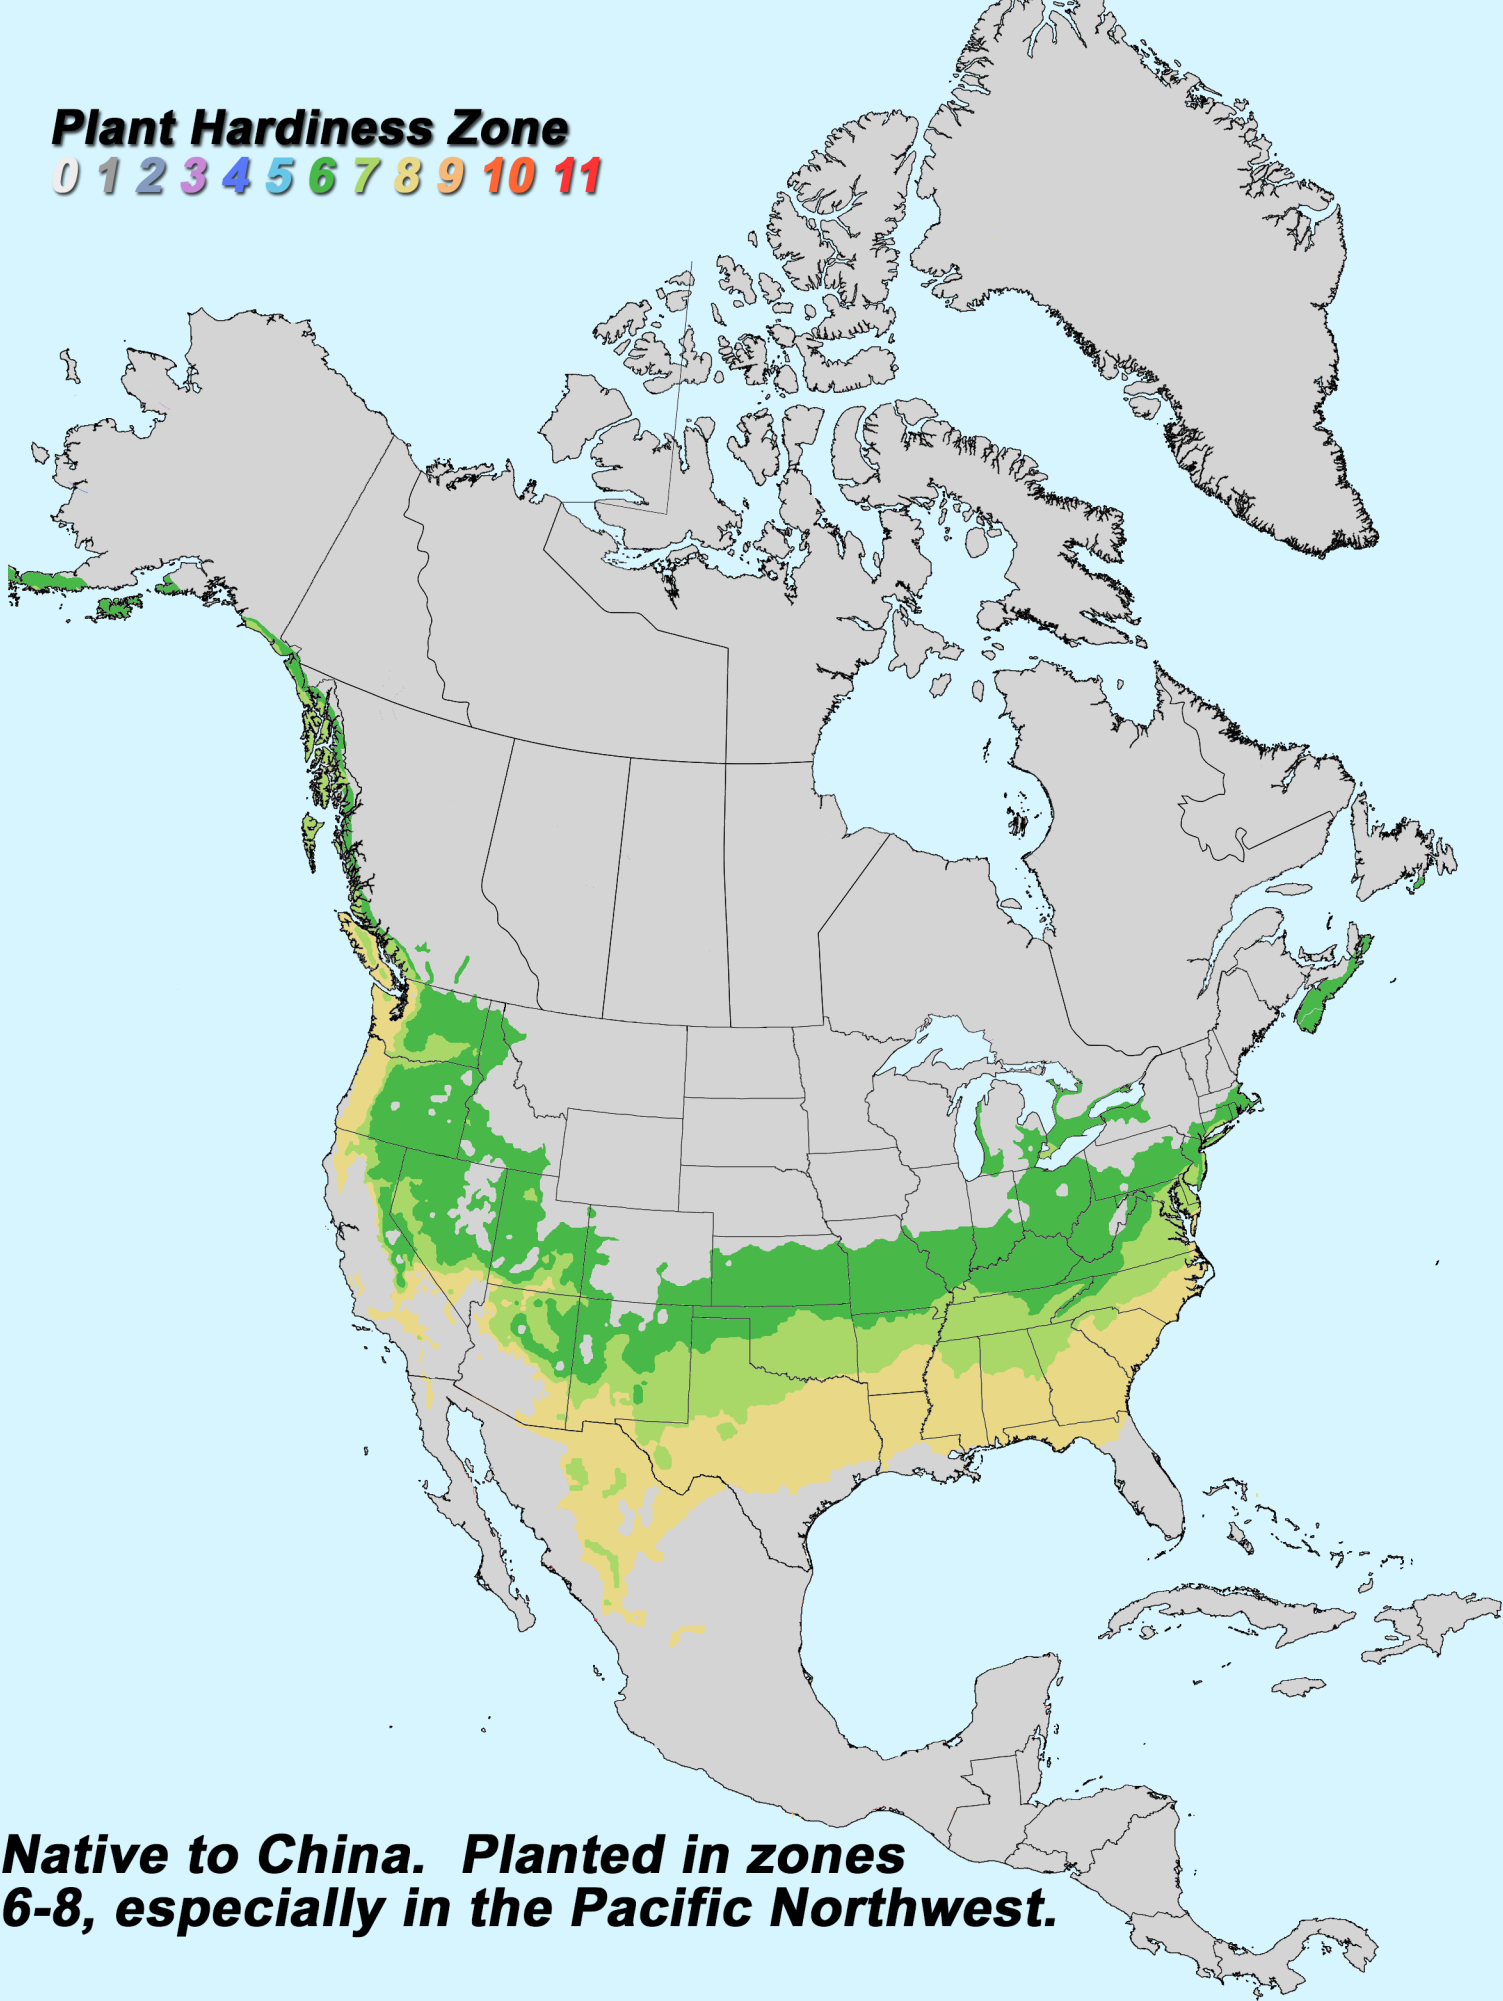 Plant Hardiness Zone
0 1 2 3 4 5 6 7 8 9 10 11
Native to China.  Planted in zones
6-8, especially in the Pacific Northwest.